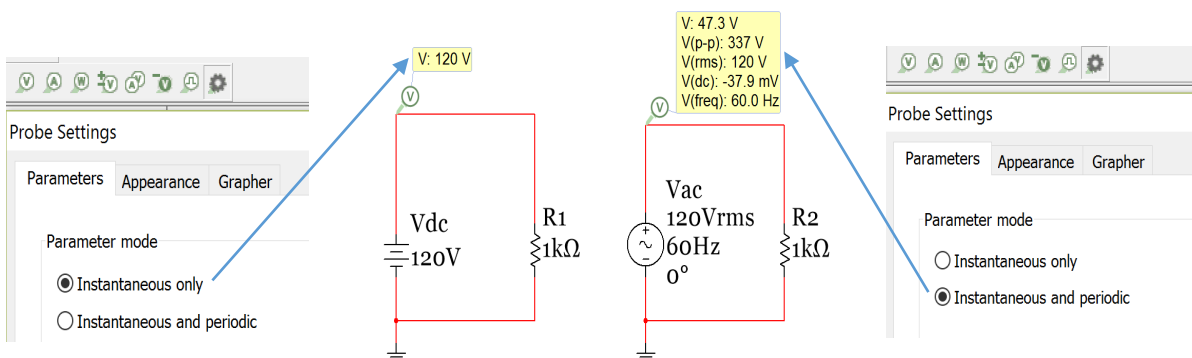 V: 120 V
V: 47.3 V
V(p-p): 337 V
V(rms): 120 V
V(dc): -37.9 mV
V(freq): 60.0 Hz
V A W V A V V
V
V
V A W V A V V
Probe Settings
Parameters Appearance Grapher
Parameter mode
Instantaneous only
Instantaneous and periodic
Vdc
120V
R1
1kΩ
Vac
120Vrms
60Hz
0°
R2
1kΩ
Probe Settings
Parameters Appearance Grapher
Parameter mode
Instantaneous only
Instantaneous and periodic